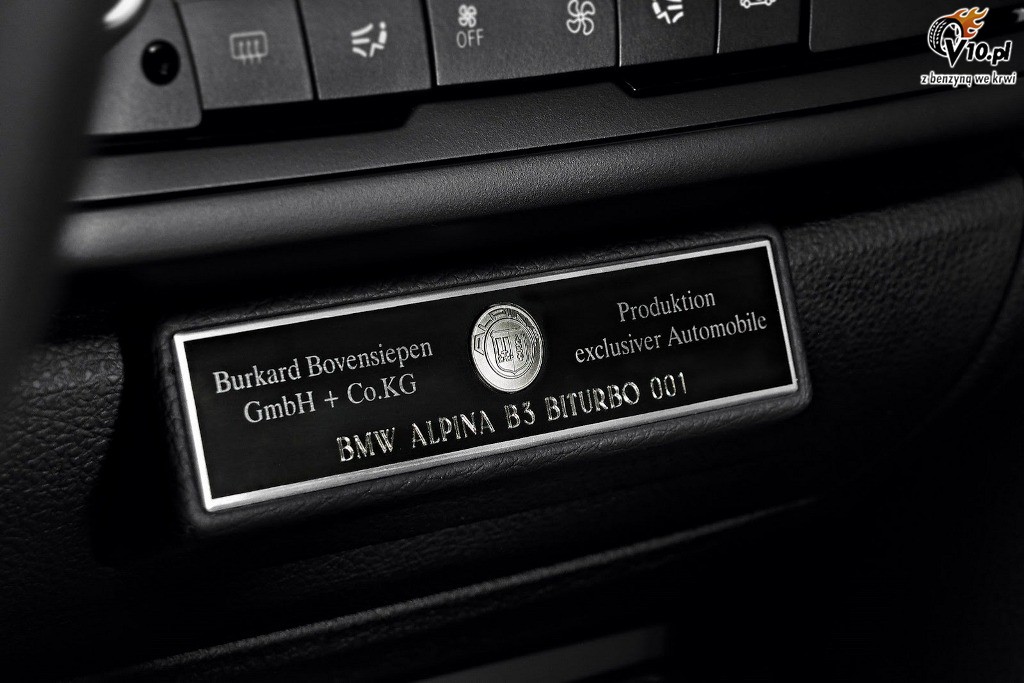 OFF
V10.pl
z benzyną we krwi
Burkard Bovensiepen
GmbH + Co.KG
ALPINA
Produktion
exclusiver Automobile
BMW ALPINA B3 BITURBO 001